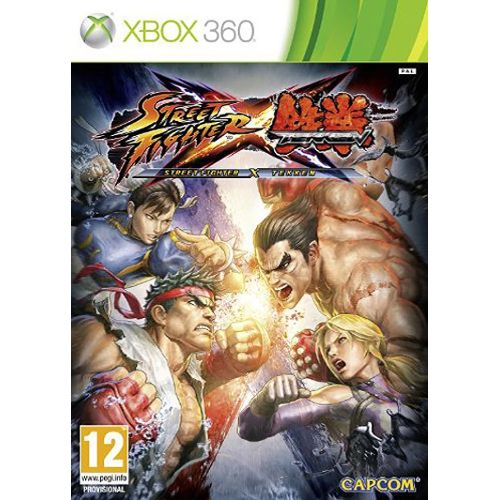 XBOX 360
PAL
STREET
FIGHTER
X
鉄拳
TEKKEN
STREET FIGHTER X TEKKEN
12
www.pegi.info
PROVISIONAL
CAPCOM